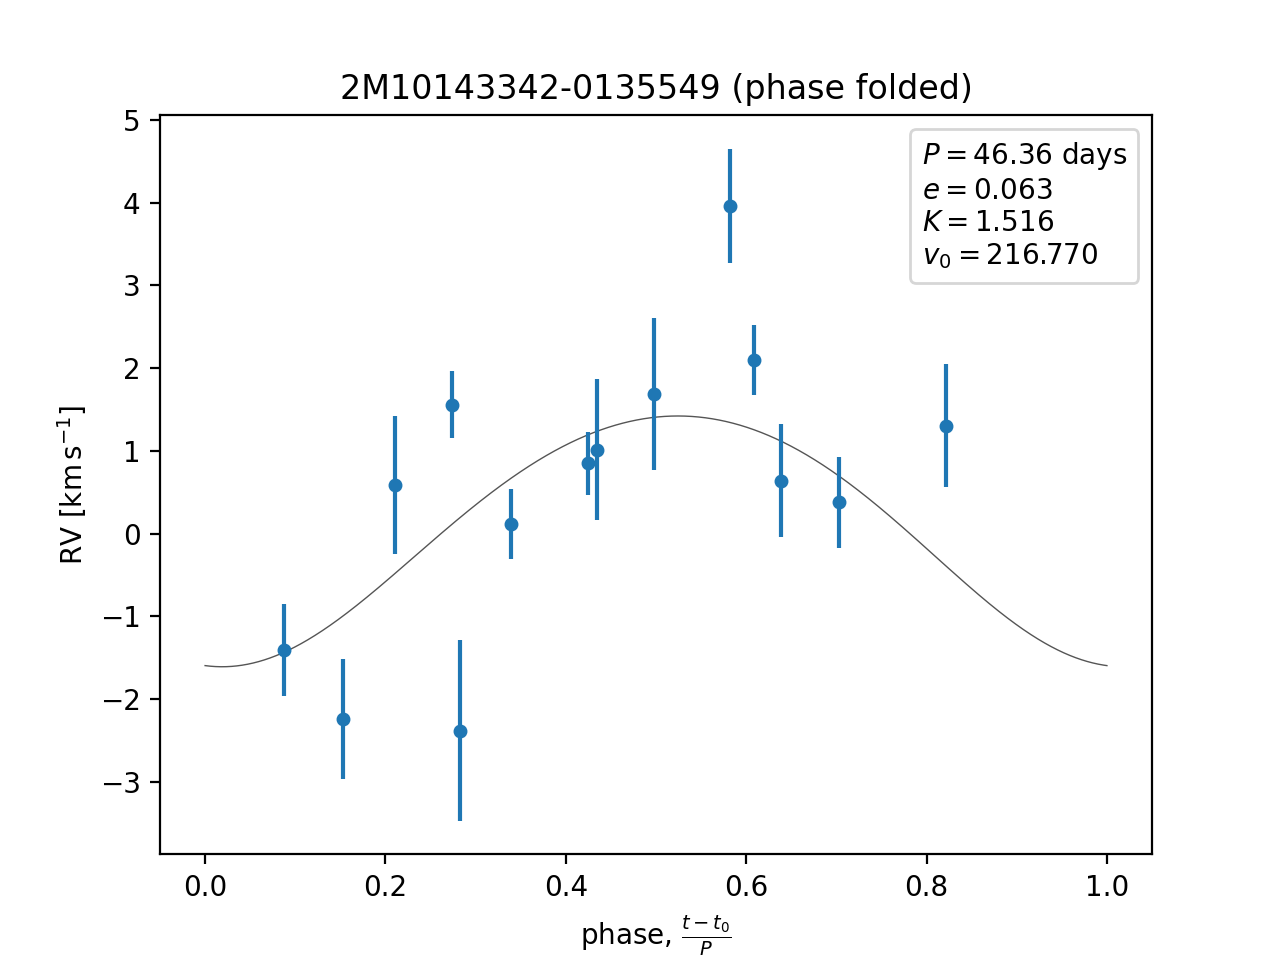 2M10143342-0135549 (phase folded)
P = 46.36 days
e = 0.063
K = 1.516
v₀ = 216.770
5
4
3
2
1
0
−1
−2
−3
RV [km s⁻¹]
0.0 0.2 0.4 0.6 0.8 1.0
phase, (t − t₀)/P